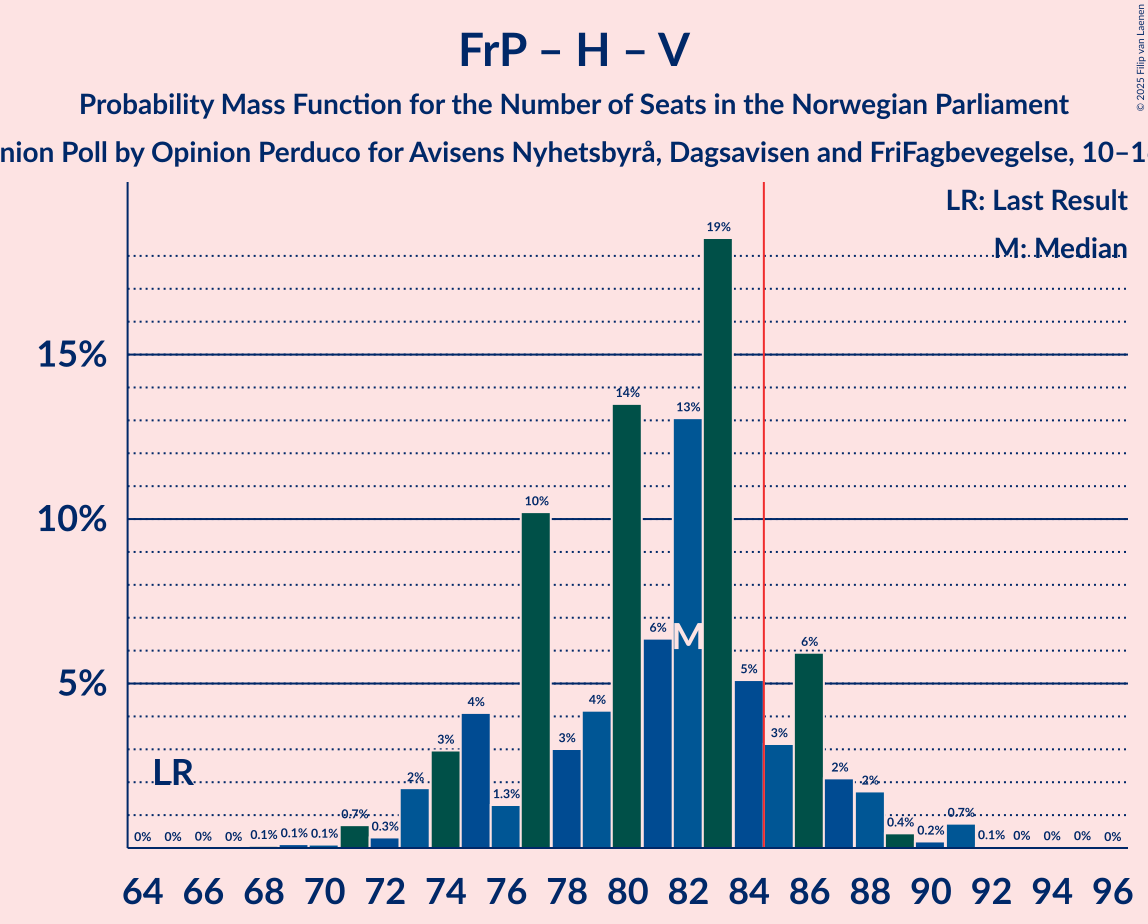 FrP – H – V
Probability Mass Function for the Number of Seats in the Norwegian Parliament
Poll by Opinion Perduco for Avisens Nyhetsbyrå, Dagsavisen and FriFagbevegelse,
© 2025 Filip van Laenen
LR: Last Result
M: Median
15%
10%
5%
LR
M
0% 0% 0% 0% 0.1% 0.1% 0.1% 0.7% 0.3% 2% 3% 4% 1.3% 10% 3% 4% 14% 6% 13% 19% 5% 3% 6% 2% 2% 0.4% 0.2% 0.7% 0.1% 0% 0% 0% 0%
64 66 68 70 72 74 76 78 80 82 84 86 88 90 92 94 96